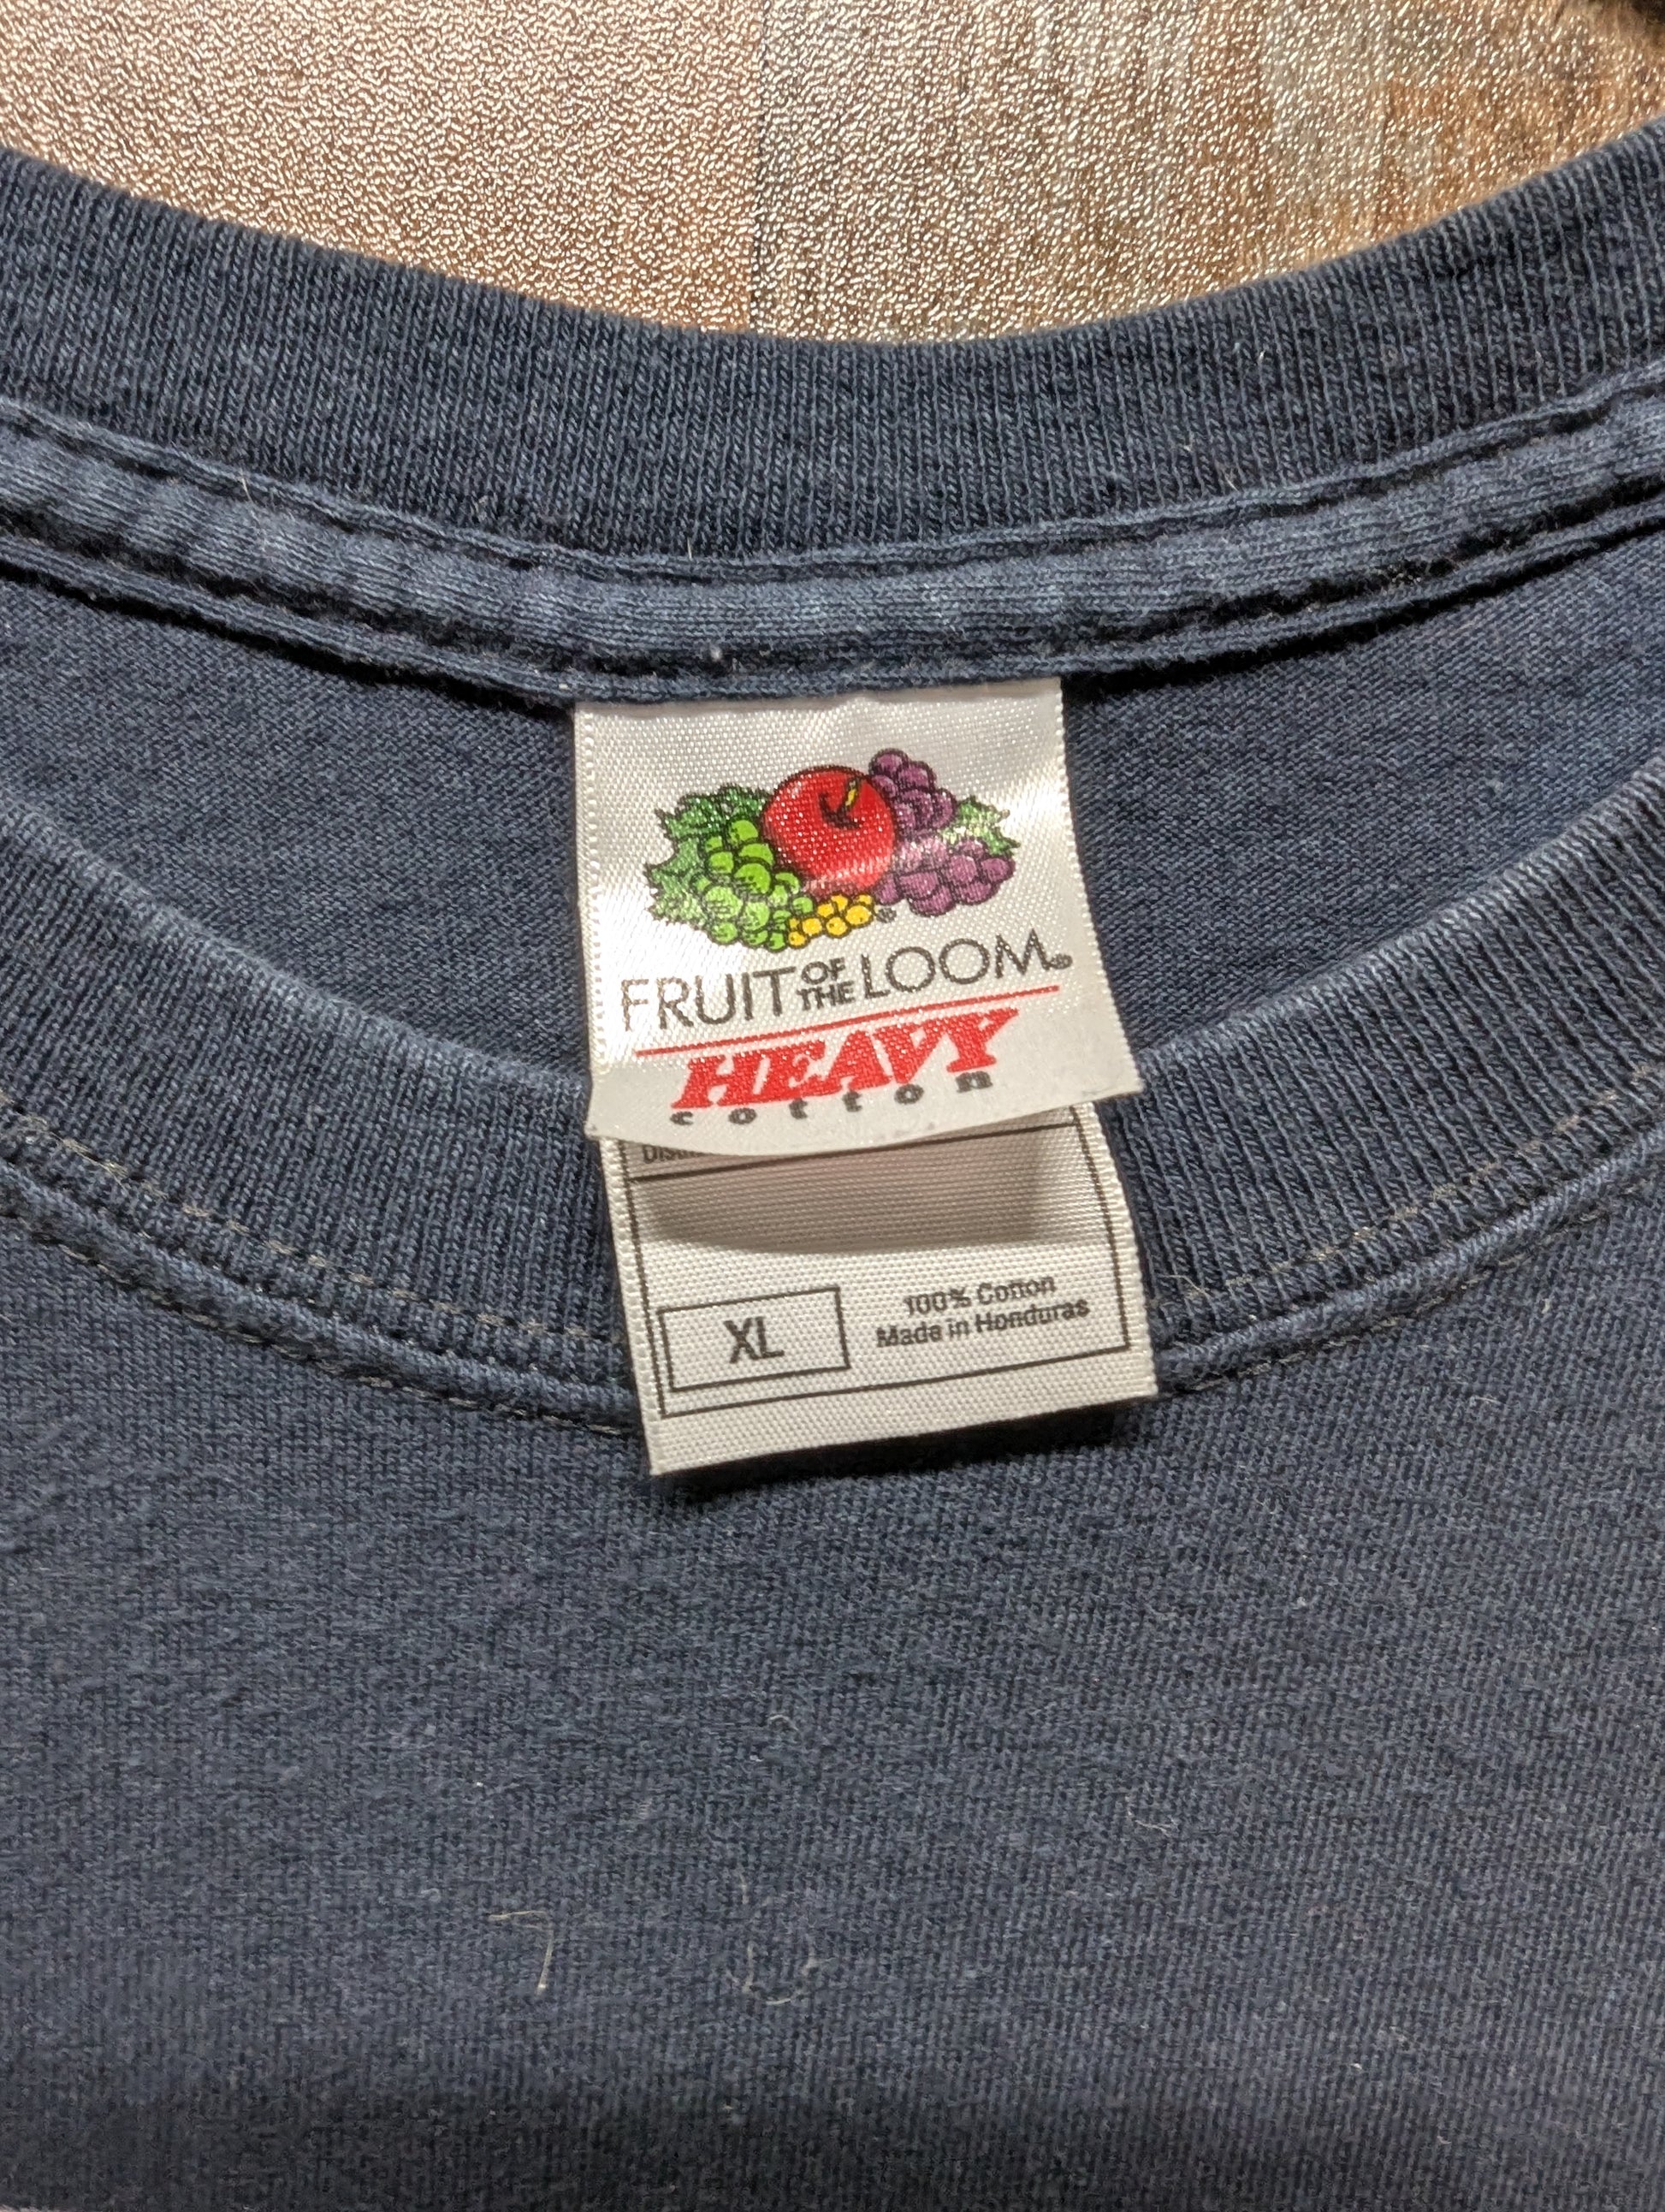 FRUIT OF THE LOOM®
HEAVY
cotton
XL
100% Cotton
Made in Honduras